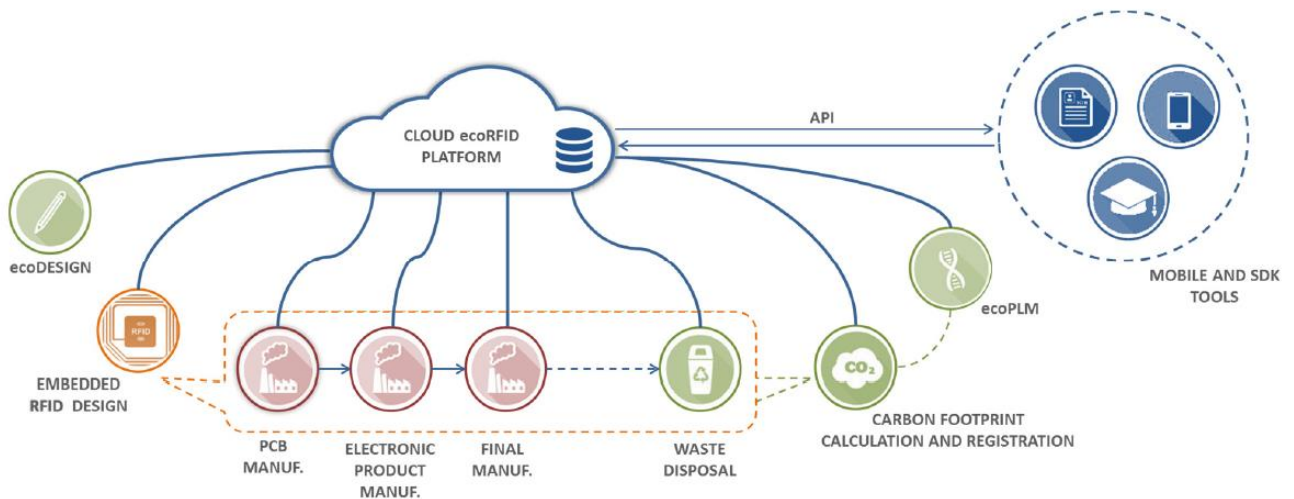 CLOUD ecoRFID
PLATFORM
API
ecoDESIGN
RFID
EMBEDDED
RFID DESIGN
PCB
MANUF.
ELECTRONIC
PRODUCT
MANUF.
FINAL
MANUF.
WASTE
DISPOSAL
CO₂
CARBON FOOTPRINT
CALCULATION AND REGISTRATION
ecoPLM
MOBILE AND SDK
TOOLS